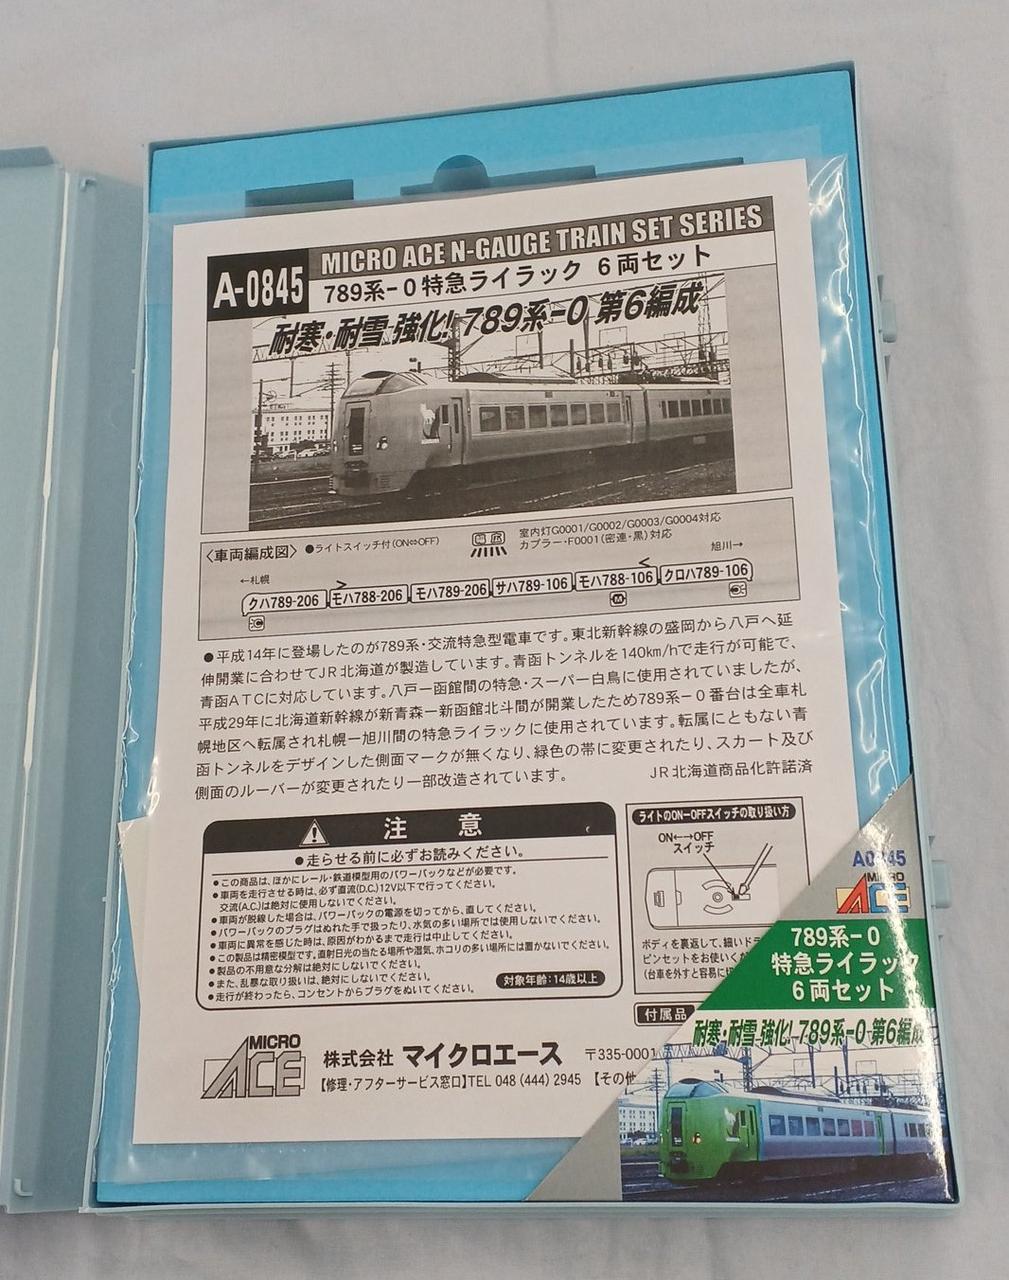 A-0845
MICRO ACE N-GAUGE TRAIN SET SERIES
789系-0特急ライラック 6両セット
耐寒・耐雪 強化!789系-0 第6編成
〈車両編成図〉 ●ライトスイッチ付(ON⇔OFF)
室内灯G0001/G0002/G0003/G0004対応
カプラー・F0001(密連・黒)対応
←札幌
旭川→
クハ789-206 モハ788-206 モハ789-206 サハ789-106 モハ788-106 クロハ789-106
M
●平成14年に登場したのが789系・交流特急型電車です。東北新幹線の盛岡から八戸へ延
伸開業に合わせてJR北海道が製造しています。青函トンネルを140km/hで走行が可能で、
青函ATCに対応しています。八戸ー函館間の特急・スーパー白鳥に使用されていましたが、
平成29年に北海道新幹線が新青森ー新函館北斗間が開業したため789系-0番台は全車札
幌地区へ転属され札幌ー旭川間の特急ライラックに使用されています。転属にともない青
函トンネルをデザインした側面マークが無くなり、緑色の帯に変更されたり、スカート及び
側面のルーバーが変更されたり一部改造されています。
JR北海道商品化許諾済
注 意
●走らせる前に必ずお読みください。
●この商品は、ほかにレール・鉄道模型用のパワーパックなどが必要です。
●車両を走行させる時は、必ず直流(D.C.)12V以下で行ってください。
交流(A.C.)は絶対に使用しないでください。
●車両が脱線した場合は、パワーパックの電源を切ってから、直してください。
●パワーパックのプラグはぬれた手で扱ったり、水気の多い場所では使用しないでください。
●車両に異常を感じた時は、原因がわかるまで走行は中止してください。
●この製品は精密模型です。直射日光の当たる場所や湿気、ホコリの多い場所には置かないでください。
●製品の不用意な分解は絶対にしないでください。
●また、乱暴な取り扱いは、絶対にしないでください。
●走行が終わったら、コンセントからプラグをぬいてください。
対象年齢:14歳以上
ライトのON-OFFスイッチの取り扱い方
ON←→OFF
スイッチ
ボディを裏返して、細いドラ
ピンセットをお使いくだ
(台車を外すと容易に
付属品
MICRO
ACE
株式会社 マイクロエース
〒335-0001
【修理・アフターサービス窓口】TEL 048 (444) 2945 【その他
A0845
MICRO
ACE
789系-0
特急ライラック
6両セット
耐寒・耐雪 強化!789系-0 第6編成